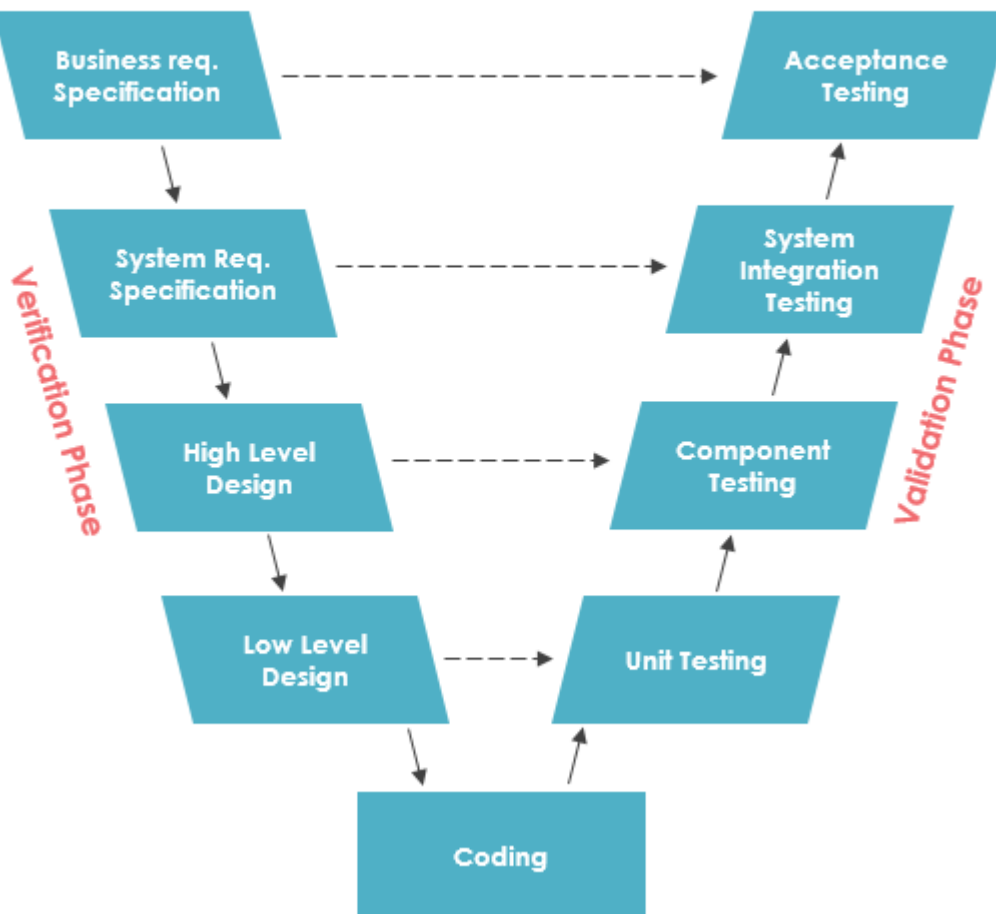 Business req.
Specification
Acceptance
Testing
System Req.
Specification
System
Integration
Testing
Verification Phase
Validation Phase
High Level
Design
Component
Testing
Low Level
Design
Unit Testing
Coding